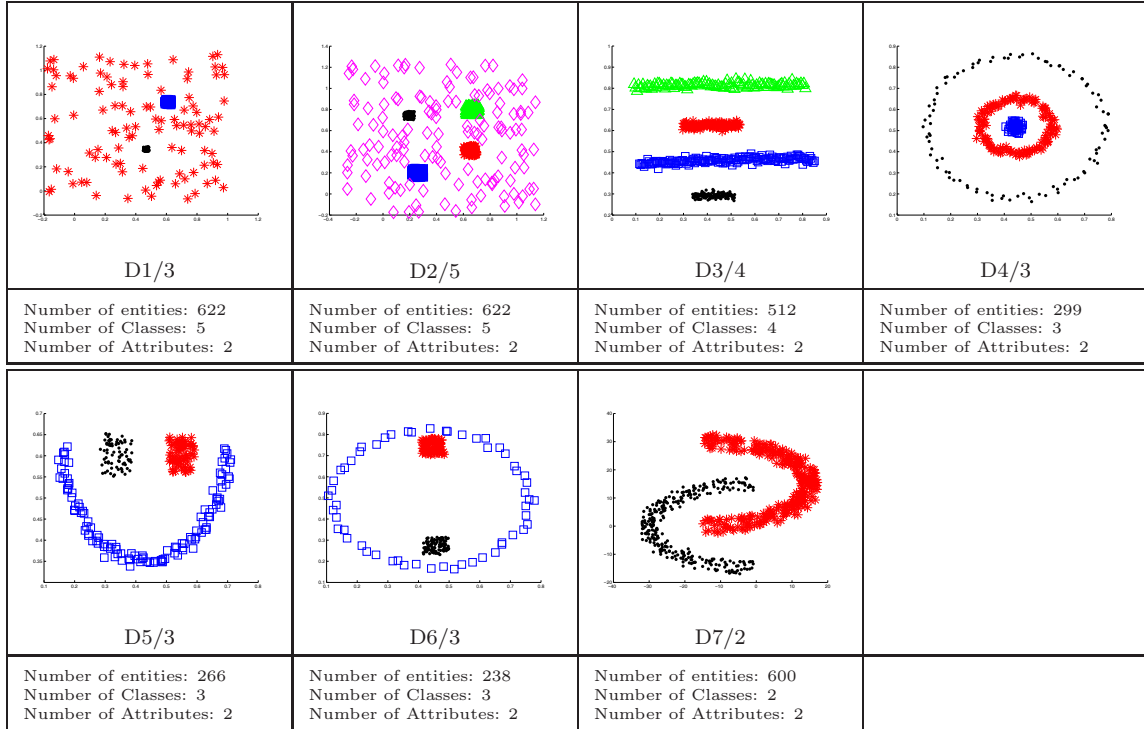 D1/3
D2/5
D3/4
D4/3
Number of entities: 622
Number of Classes: 5
Number of Attributes: 2
Number of entities: 622
Number of Classes: 5
Number of Attributes: 2
Number of entities: 512
Number of Classes: 4
Number of Attributes: 2
Number of entities: 299
Number of Classes: 3
Number of Attributes: 2
D5/3
D6/3
D7/2
Number of entities: 266
Number of Classes: 3
Number of Attributes: 2
Number of entities: 238
Number of Classes: 3
Number of Attributes: 2
Number of entities: 600
Number of Classes: 2
Number of Attributes: 2